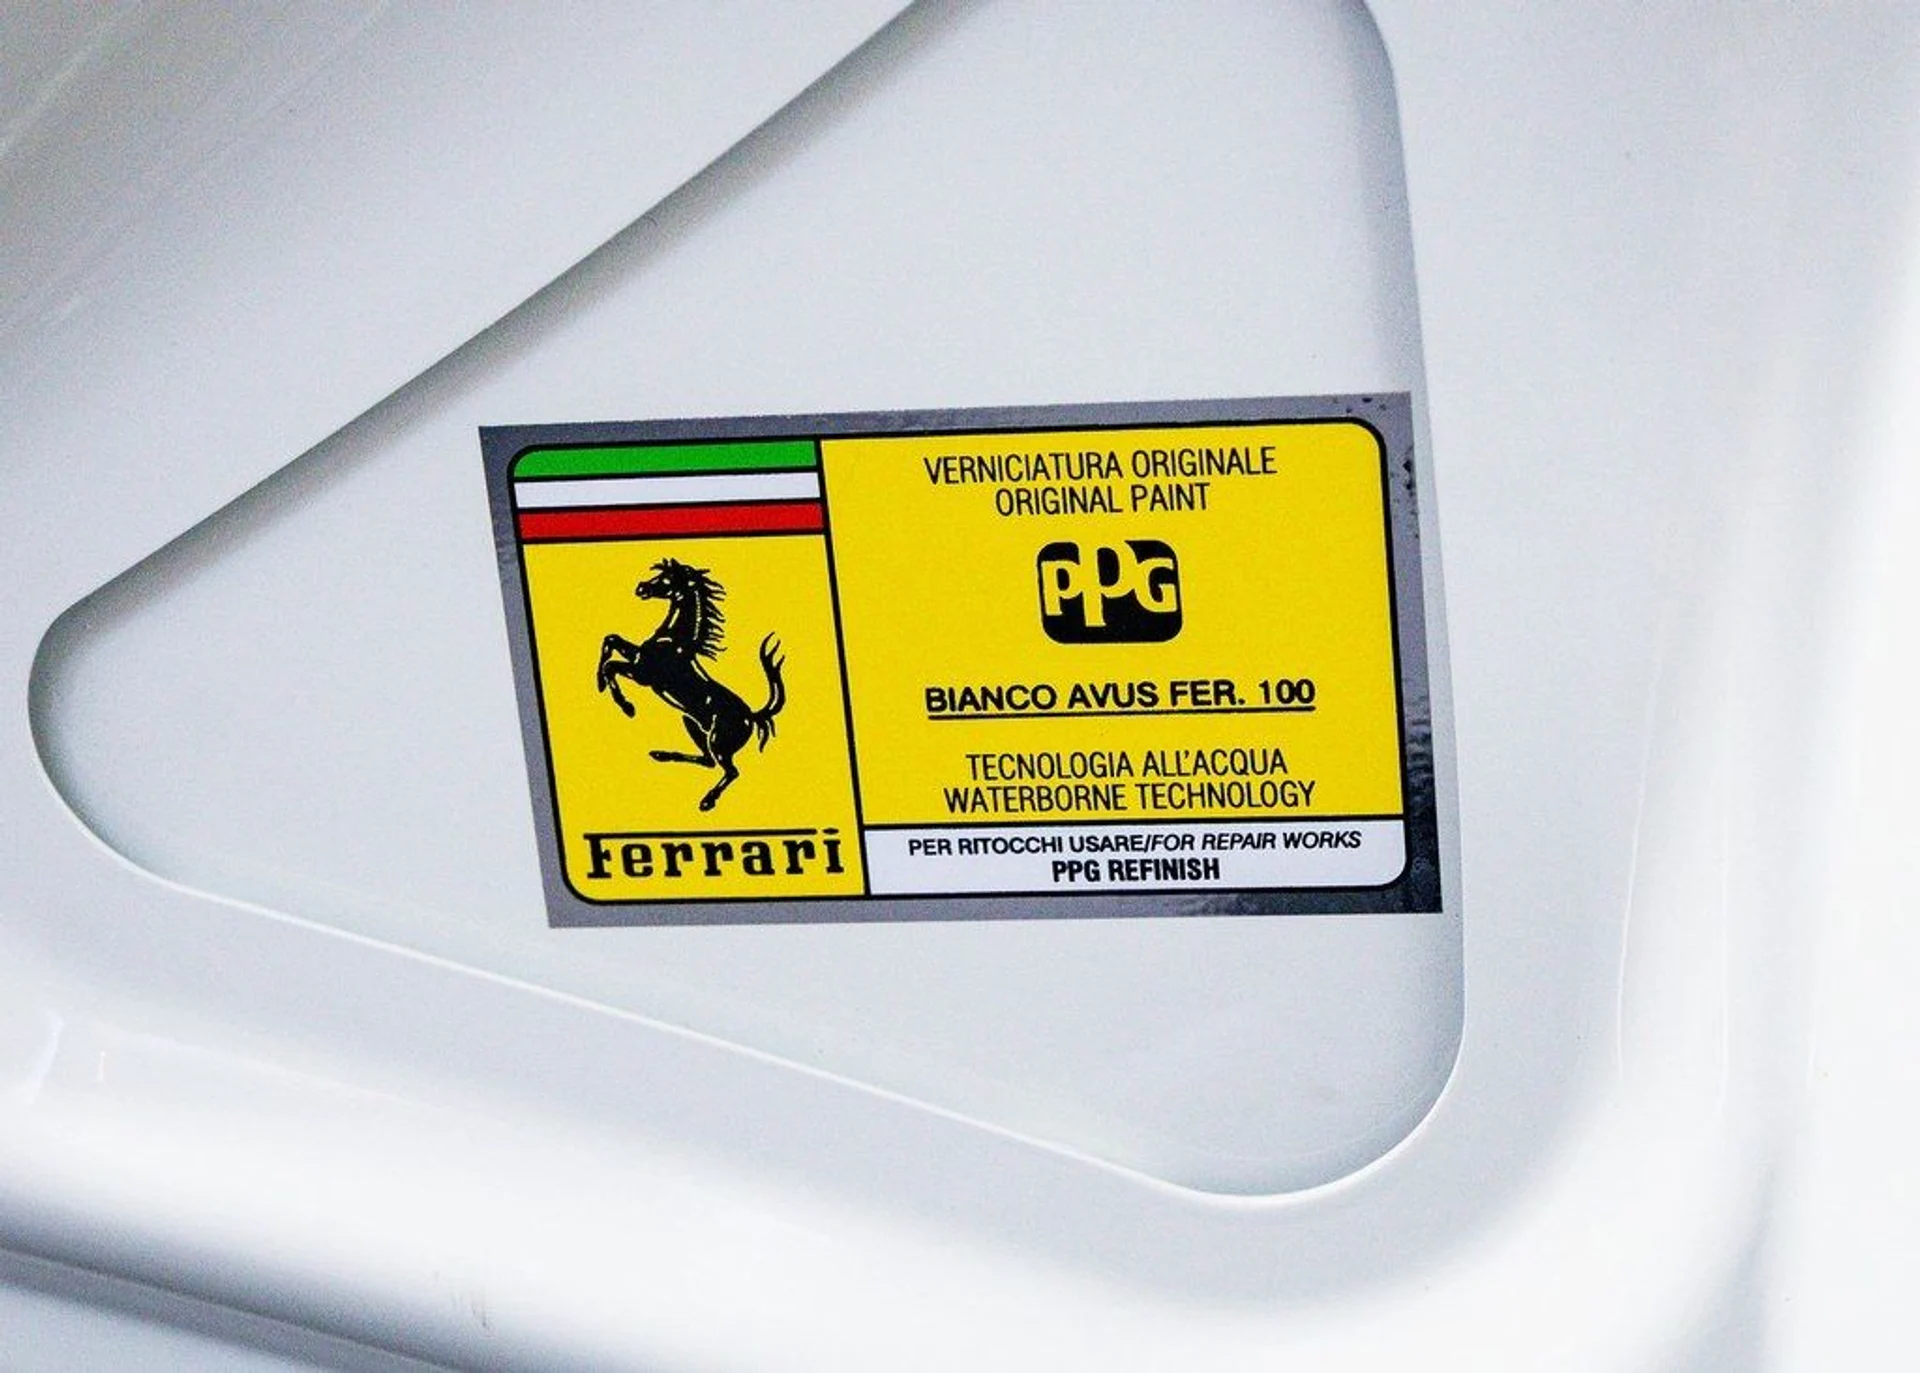 Ferrari
VERNICIATURA ORIGINALE
ORIGINAL PAINT
PPG
BIANCO AVUS FER. 100
TECNOLOGIA ALL'ACQUA
WATERBORNE TECHNOLOGY
PER RITOCCHI USARE/FOR REPAIR WORKS
PPG REFINISH